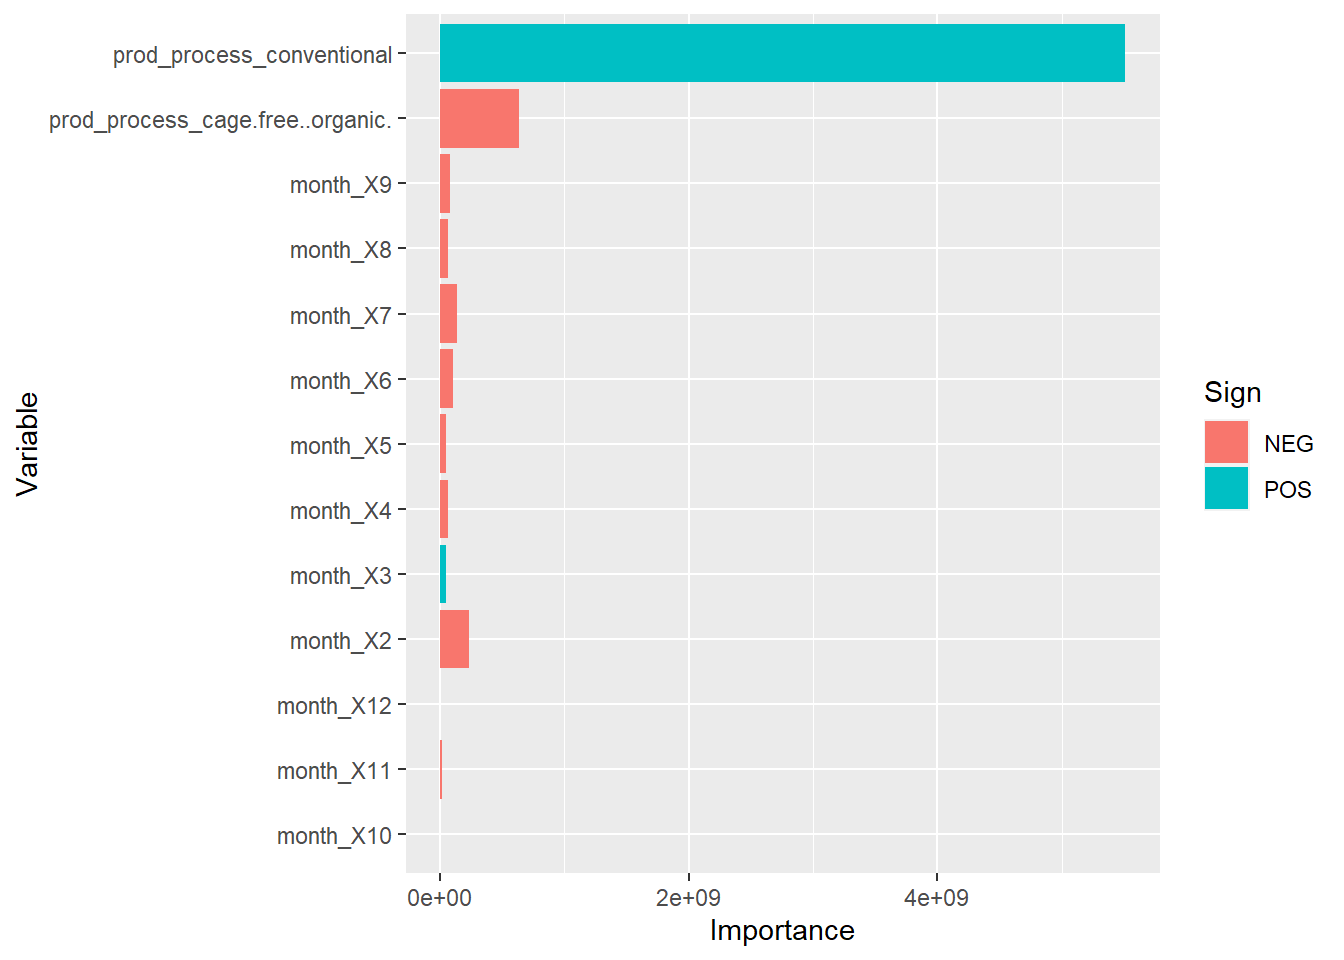 prod_process_conventional
prod_process_cage.free..organic.
month_X9
month_X8
month_X7
month_X6
month_X5
month_X4
month_X3
month_X2
month_X12
month_X11
month_X10
Variable
0e+00 2e+09 4e+09
Importance
Sign
NEG
POS